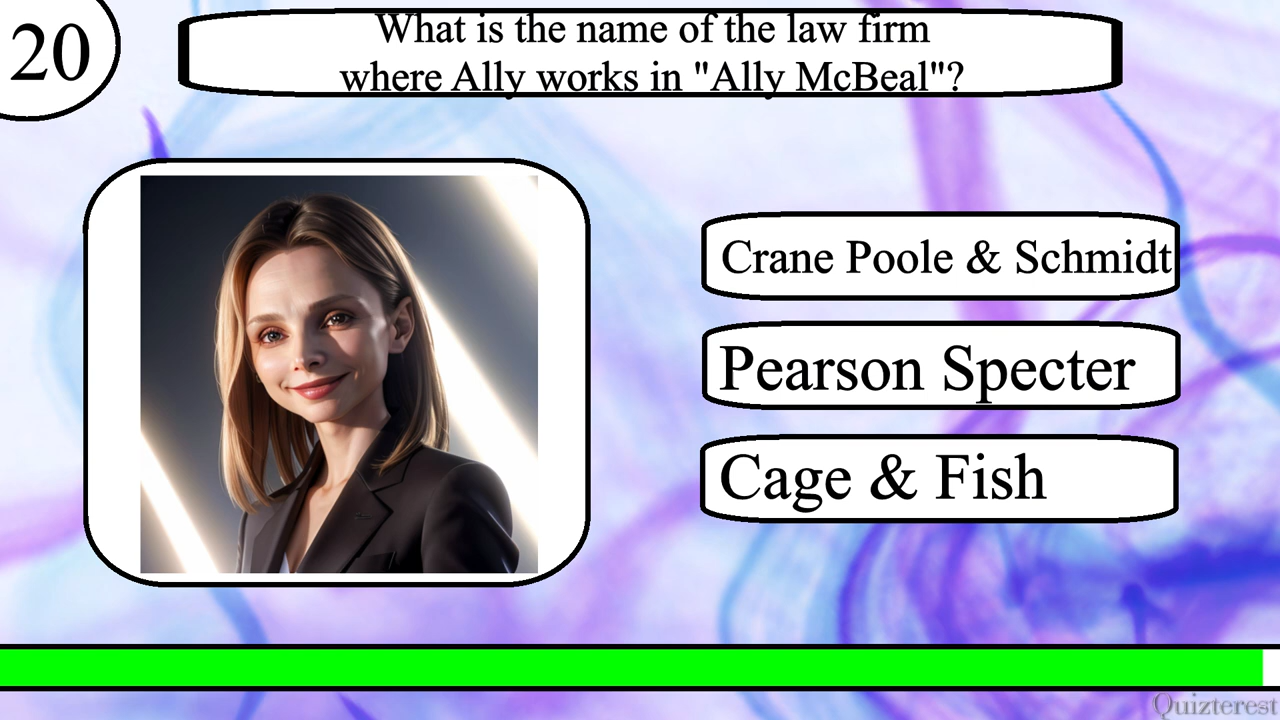 20
What is the name of the law firm
where Ally works in "Ally McBeal"?
Crane Poole & Schmidt
Pearson Specter
Cage & Fish
Quizterest